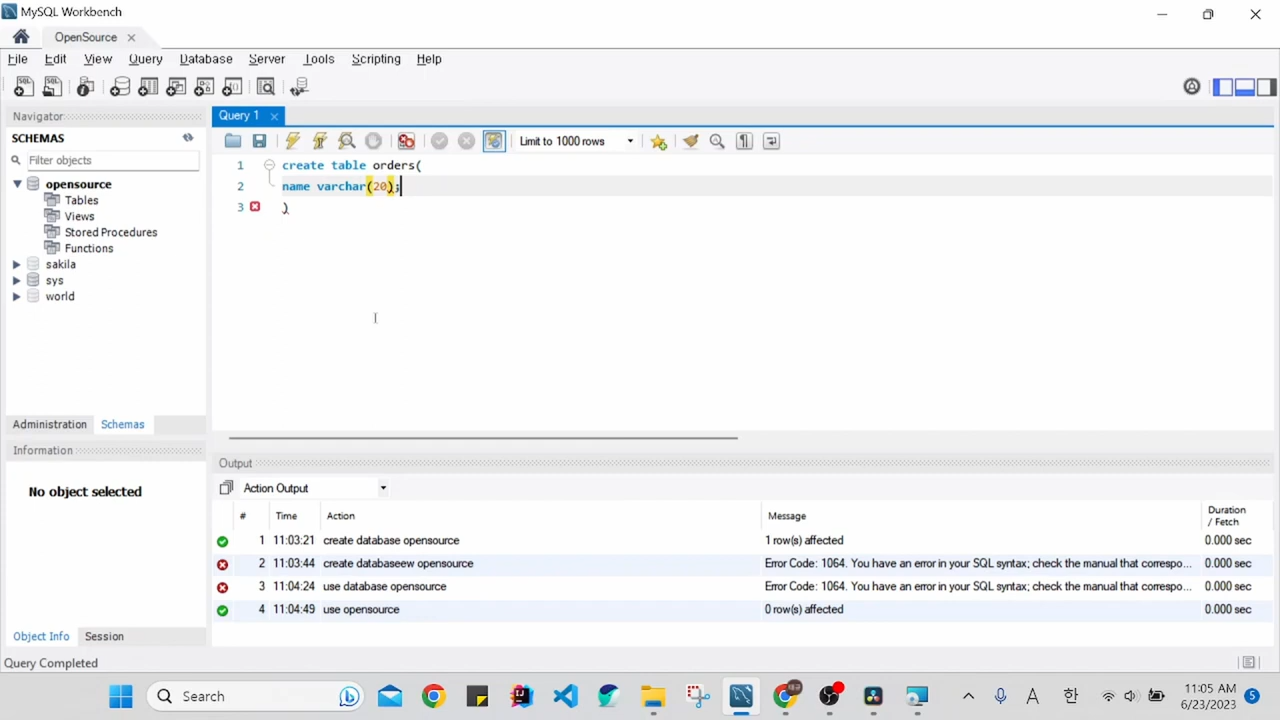 MySQL Workbench
OpenSource
File Edit View Query Database Server Tools Scripting Help
Navigator
Query 1
SCHEMAS
Limit to 1000 rows
Filter objects
opensource
Tables
Views
Stored Procedures
Functions
sakila
sys
world
1 create table orders(
2 name varchar(20);
3 )
Administration Schemas
Information
No object selected
Output
Action Output
# Time Action Message Duration / Fetch
1 11:03:21 create database opensource 1 row(s) affected 0.000 sec
2 11:03:44 create databaseew opensource Error Code: 1064. You have an error in your SQL syntax; check the manual that correspo... 0.000 sec
3 11:04:24 use database opensource Error Code: 1064. You have an error in your SQL syntax; check the manual that correspo... 0.000 sec
4 11:04:49 use opensource 0 row(s) affected 0.000 sec
Object Info Session
Query Completed
Search
A 한
11:05 AM
6/23/2023
5